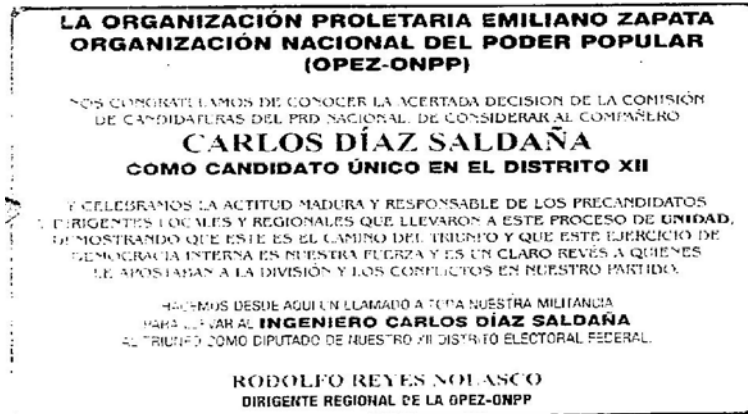 LA ORGANIZACIÓN PROLETARIA EMILIANO ZAPATA
ORGANIZACIÓN NACIONAL DEL PODER POPULAR
(OPEZ-ONPP)
NOS CONGRATULAMOS DE CONOCER LA ACERTADA DECISION DE LA COMISIÓN
DE CANDIDATURAS DEL PRD NACIONAL, DE CONSIDERAR AL COMPAÑERO
CARLOS DÍAZ SALDAÑA
COMO CANDIDATO ÚNICO EN EL DISTRITO XII
Y CELEBRAMOS LA ACTITUD MADURA Y RESPONSABLE DE LOS PRECANDIDATOS
DIRIGENTES LOCALES Y REGIONALES QUE LLEVARON A ESTE PROCESO DE UNIDAD,
DEMOSTRANDO QUE ESTE ES EL CAMINO DEL TRIUNFO Y QUE ESTE EJERCICIO DE
DEMOCRACIA INTERNA ES NUESTRA FUERZA Y ES UN CLARO REVÉS A QUIENES
LE APOSTABAN A LA DIVISIÓN Y LOS CONFLICTOS EN NUESTRO PARTIDO.
HACEMOS DESDE AQUI UN LLAMADO A TODA NUESTRA MILITANCIA
PARA LLEVAR AL INGENIERO CARLOS DÍAZ SALDAÑA
AL TRIUNFO COMO DIPUTADO DE NUESTRO XII DISTRITO ELECTORAL FEDERAL.
RODOLFO REYES NOLASCO
DIRIGENTE REGIONAL DE LA OPEZ-ONPP